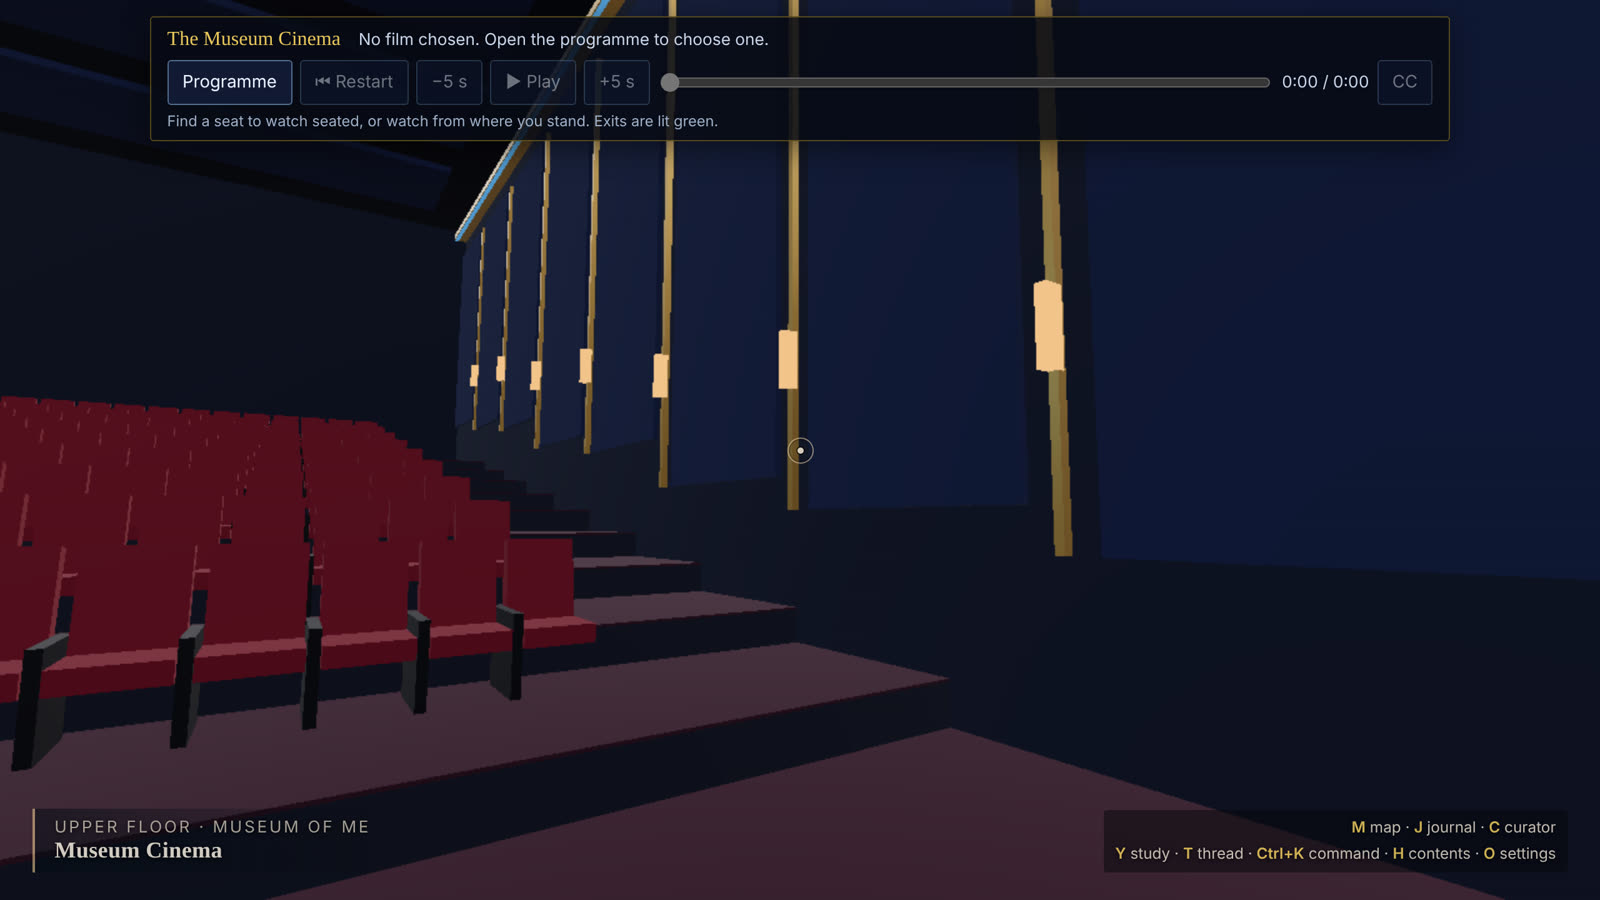 The Museum Cinema No film chosen. Open the programme to choose one.
Programme ⏮ Restart −5 s ▶ Play +5 s 0:00 / 0:00 CC
Find a seat to watch seated, or watch from where you stand. Exits are lit green.
UPPER FLOOR · MUSEUM OF ME
Museum Cinema
M map · J journal · C curator
Y study · T thread · Ctrl+K command · H contents · O settings